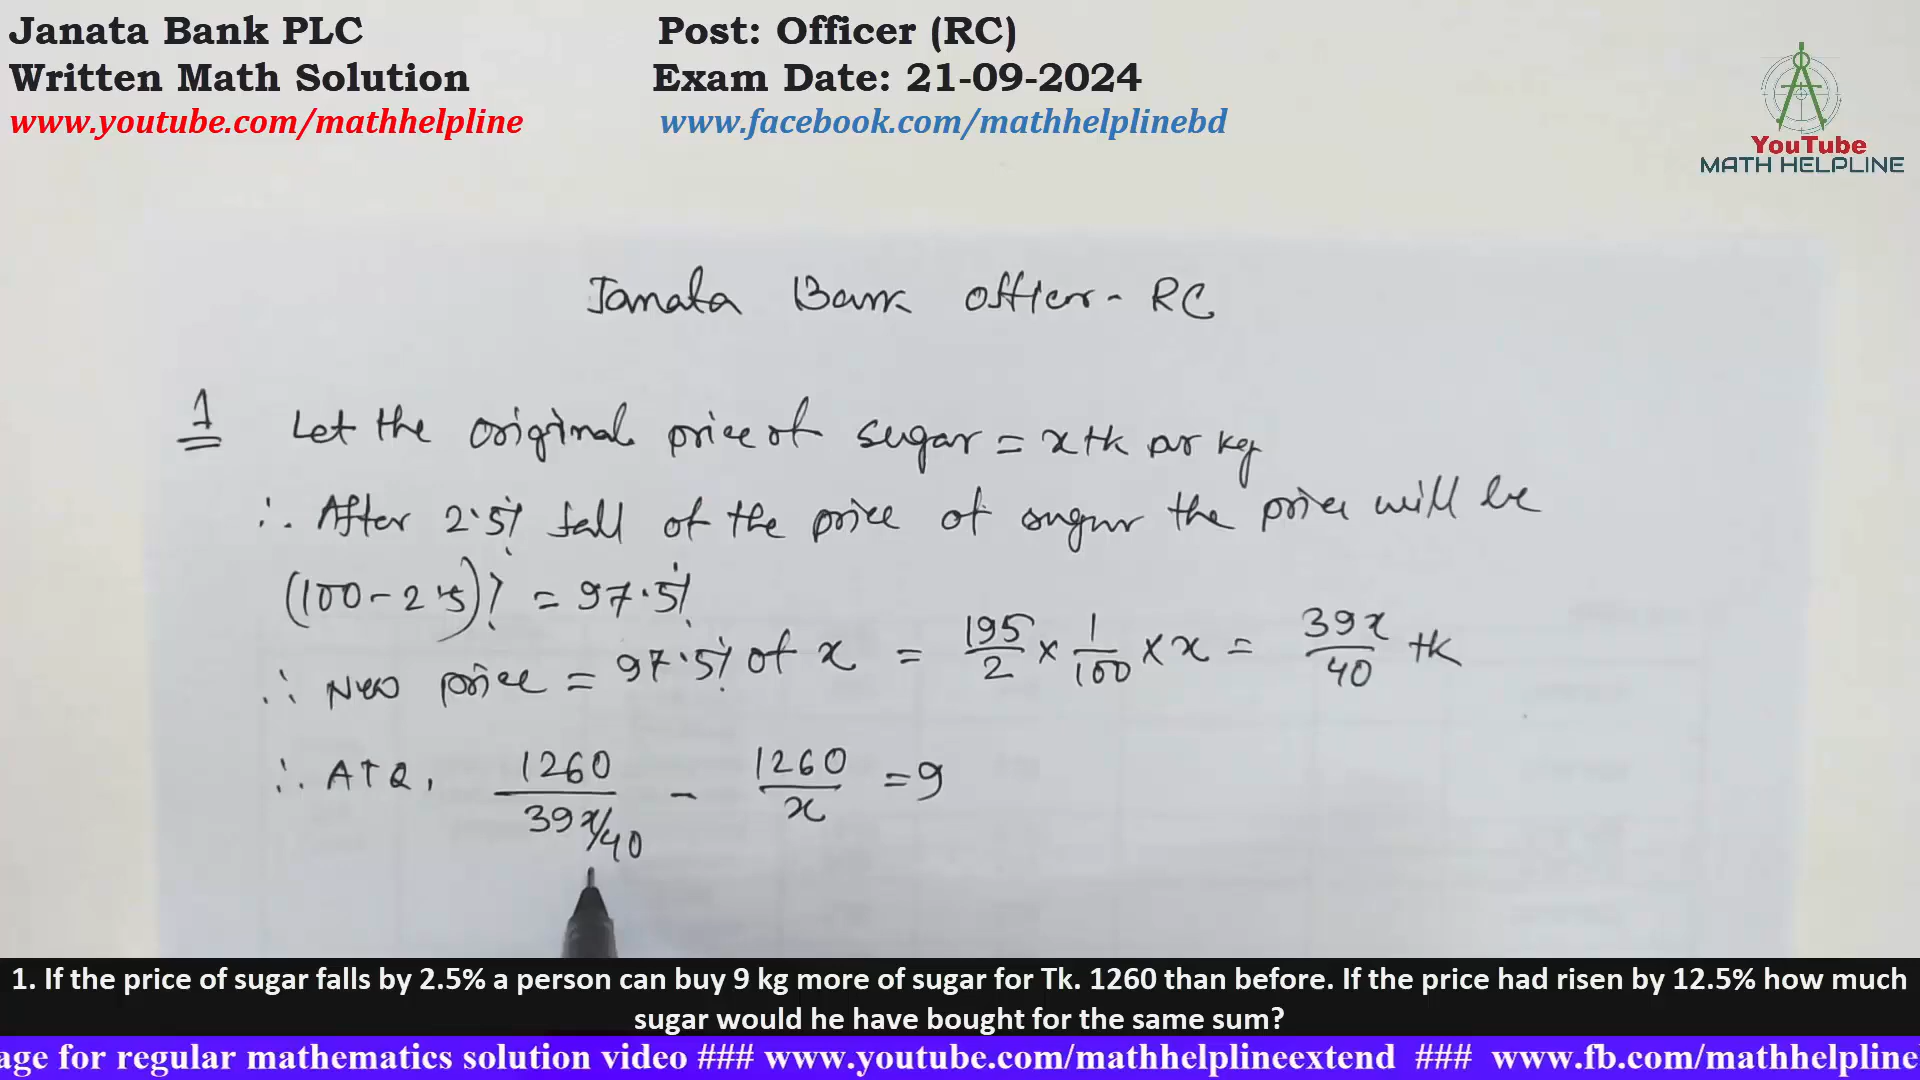 Janata Bank PLC
Post: Officer (RC)
Written Math Solution
Exam Date: 21-09-2024
www.youtube.com/mathhelpline
www.facebook.com/mathhelplinebd
YouTube
MATH HELPLINE
Janata Bank Officer - RC
1 Let the original price of sugar = x tk per kg
∴ After 2.5% fall of the price of sugar the price will be
(100 - 2.5)% = 97.5%
∴ New price = 97.5% of x = 195/2 × 1/100 × x = 39x/40 tk
∴ ATQ, 1260/(39x/40) - 1260/x = 9
1. If the price of sugar falls by 2.5% a person can buy 9 kg more of sugar for Tk. 1260 than before. If the price had risen by 12.5% how much
sugar would he have bought for the same sum?
age for regular mathematics solution video ### www.youtube.com/mathhelplineextend ### www.fb.com/mathhelpline